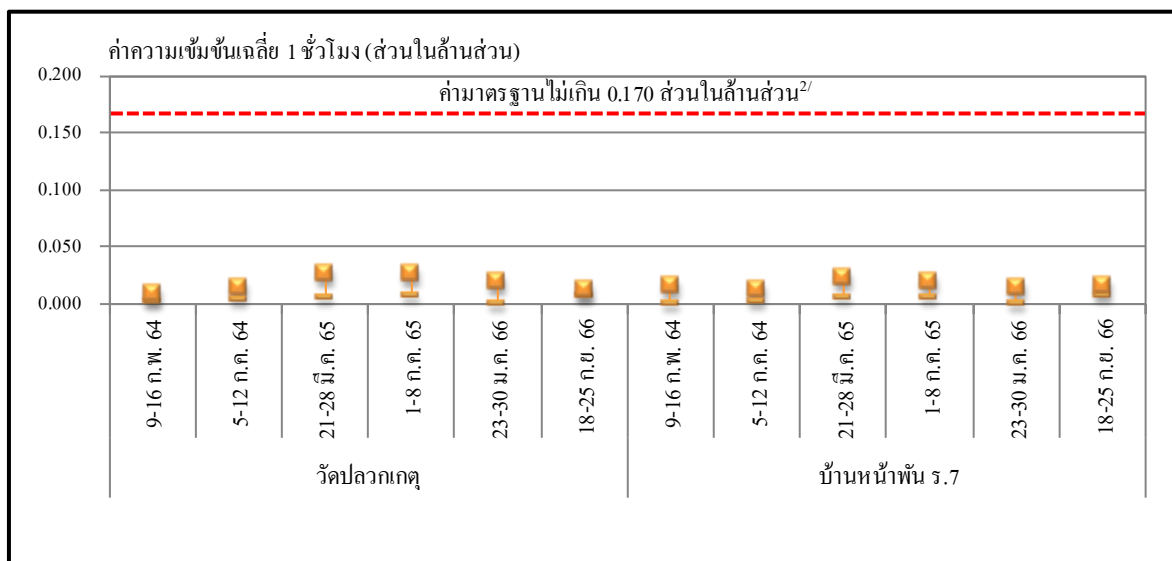 ค่าความเข้มข้นเฉลี่ย 1 ชั่วโมง (ส่วนในล้านส่วน)
0.200
ค่ามาตรฐานไม่เกิน 0.170 ส่วนในล้านส่วน2/
0.150
0.100
0.050
0.000
9-16 ก.พ. 64
5-12 ก.ค. 64
21-28 มี.ค. 65
1-8 ก.ค. 65
23-30 ม.ค. 66
18-25 ก.ย. 66
9-16 ก.พ. 64
5-12 ก.ค. 64
21-28 มี.ค. 65
1-8 ก.ค. 65
23-30 ม.ค. 66
18-25 ก.ย. 66
วัดปลวกเกตุ
บ้านหน้าพัน ร.7